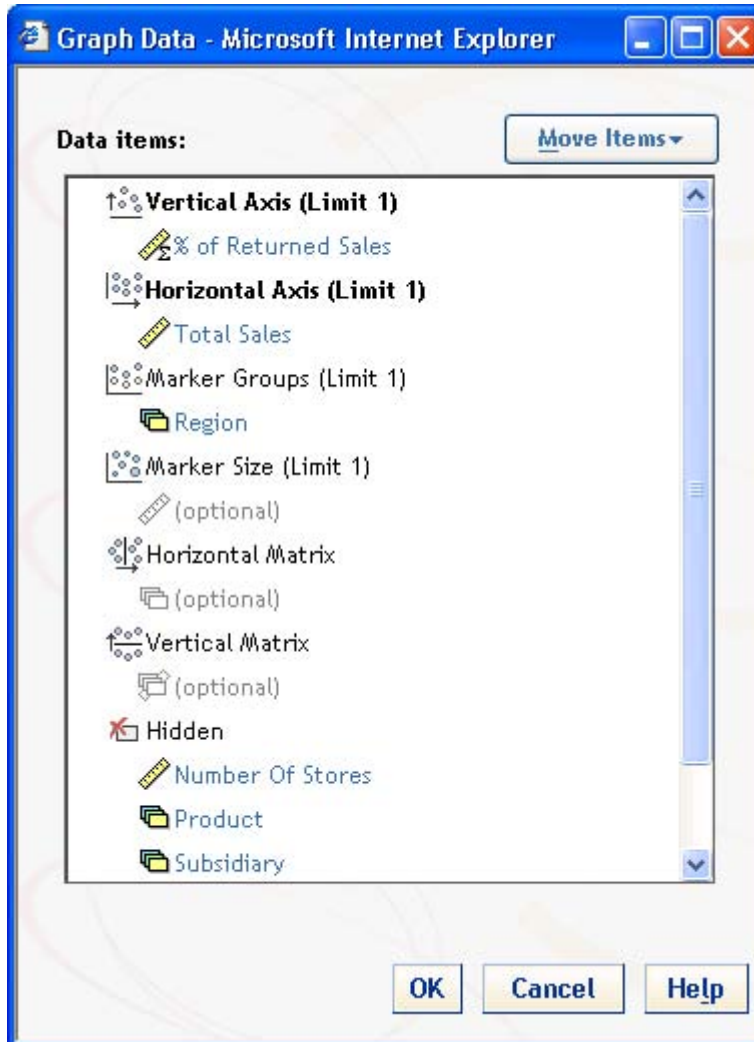 Graph Data - Microsoft Internet Explorer
Data items:
Move Items
Vertical Axis (Limit 1)
% of Returned Sales
Horizontal Axis (Limit 1)
Total Sales
Marker Groups (Limit 1)
Region
Marker Size (Limit 1)
(optional)
Horizontal Matrix
(optional)
Vertical Matrix
(optional)
Hidden
Number Of Stores
Product
Subsidiary
OK
Cancel
Help